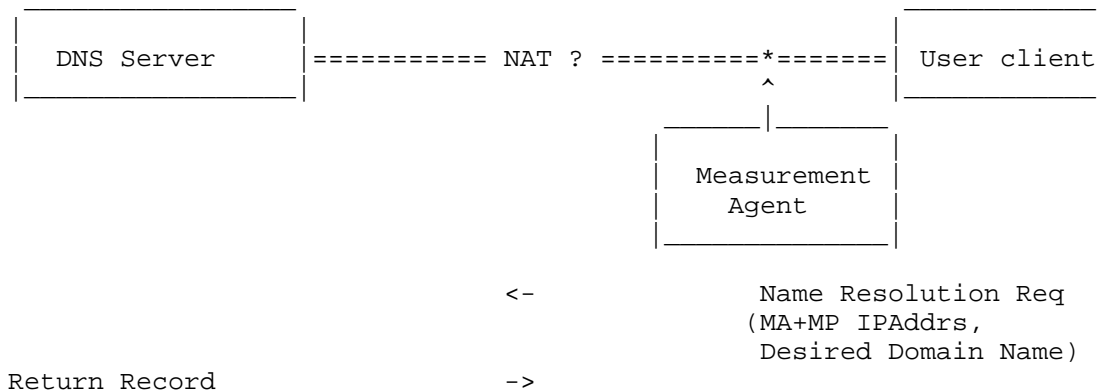 DNS Server =========== NAT ? ==========*======= User client
^
Measurement
Agent
<- Name Resolution Req
(MA+MP IPAddrs,
Desired Domain Name)
Return Record ->